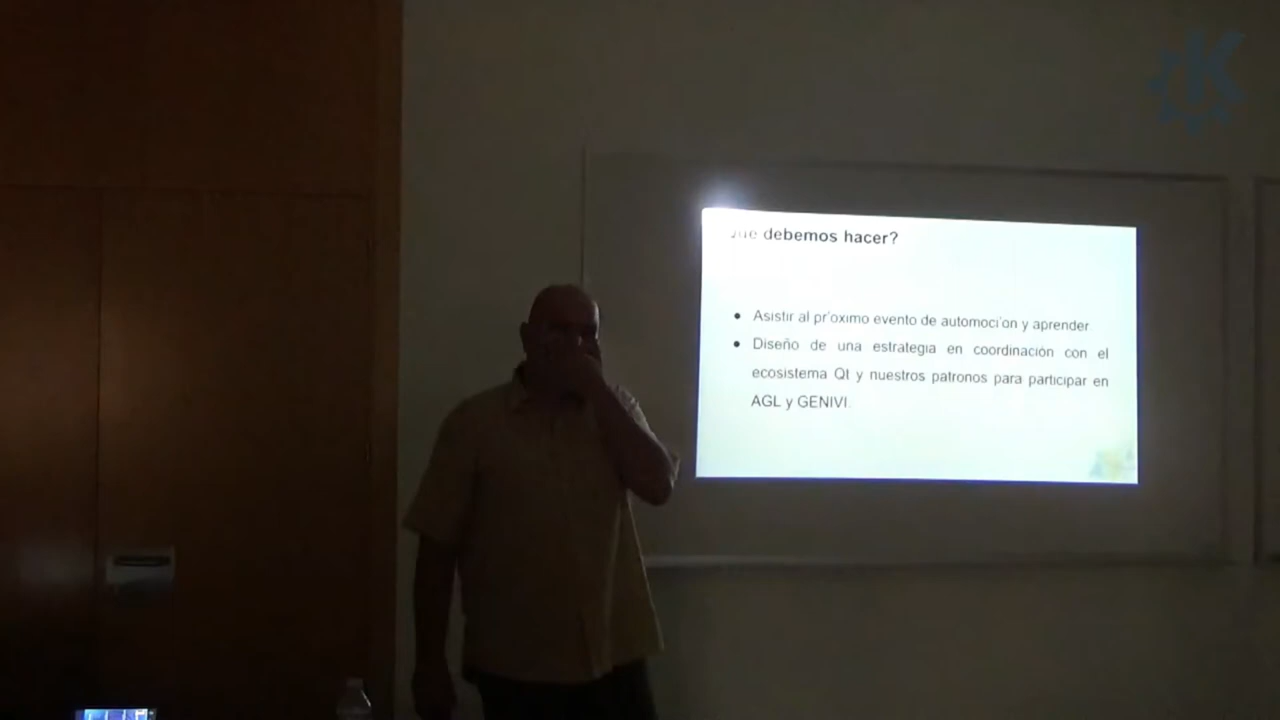 debemos hacer?
Asistir al pr´oximo evento de automoci´on y aprender
Diseño de una estrategia en coordinación con el
ecosistema Qt y nuestros patronos para participar en
AGL y GENIVI.
K